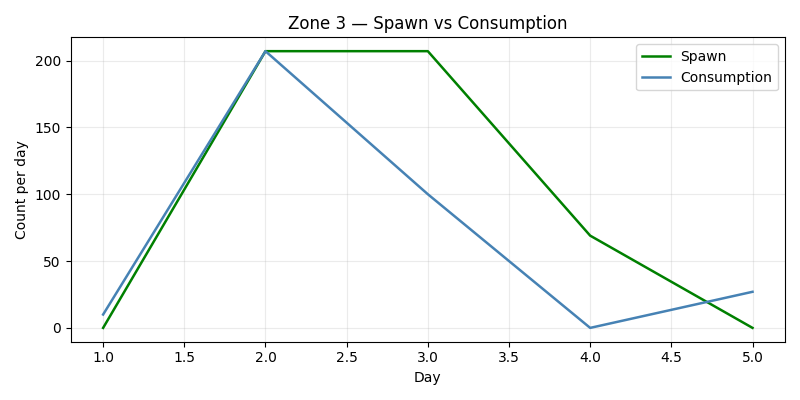 Zone 3 — Spawn vs Consumption
Spawn
Consumption
Count per day
200
150
100
50
0
1.0 1.5 2.0 2.5 3.0 3.5 4.0 4.5 5.0
Day